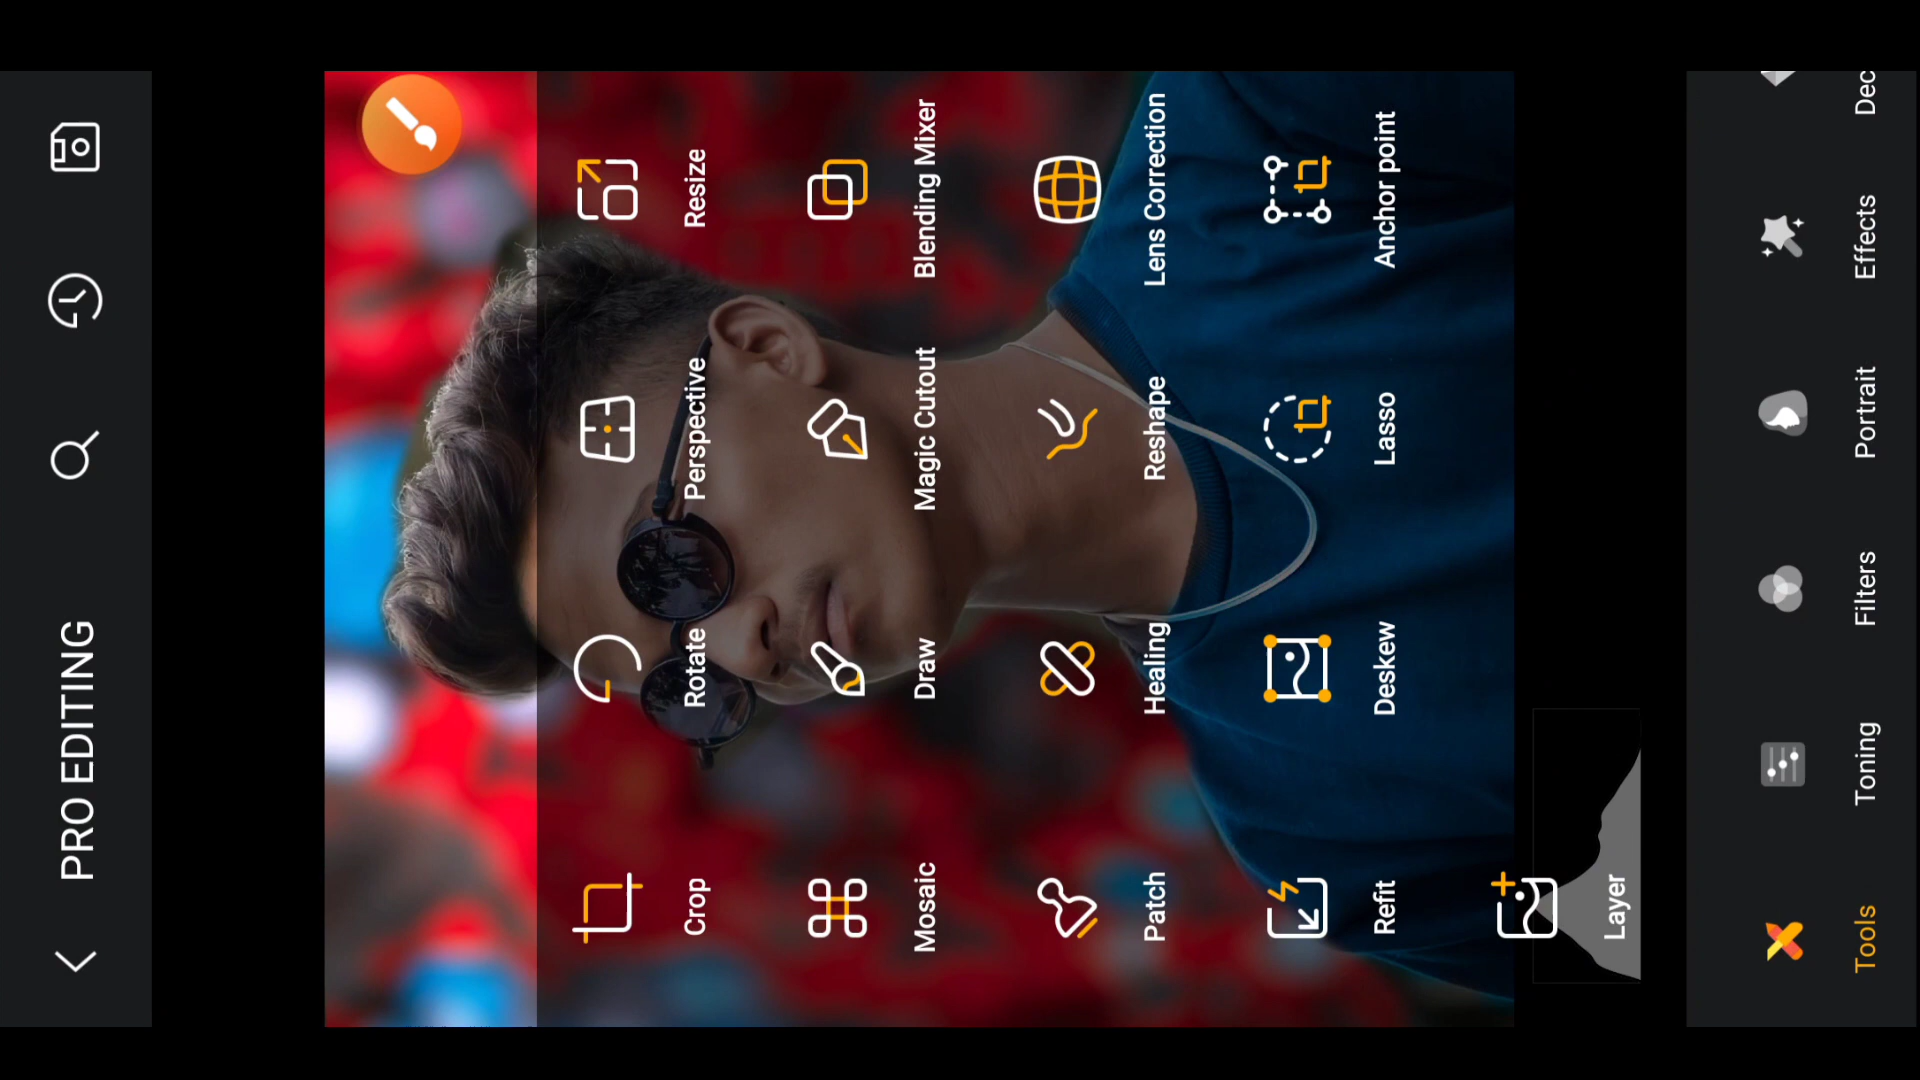 PRO EDITING
Crop
Rotate
Perspective
Resize
Mosaic
Draw
Magic Cutout
Blending Mixer
Patch
Healing
Reshape
Lens Correction
Refit
Deskew
Lasso
Anchor point
Layer
Tools
Toning
Filters
Portrait
Effects
Dec